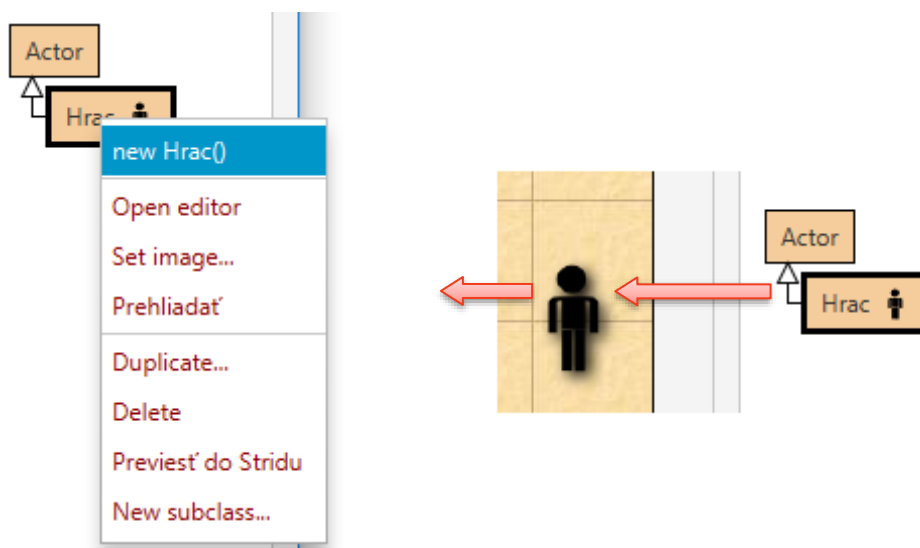 Actor
Hrac
new Hrac()
Open editor
Set image...
Prehliadať
Duplicate...
Delete
Previesť do Stridu
New subclass...
Actor
Hrac